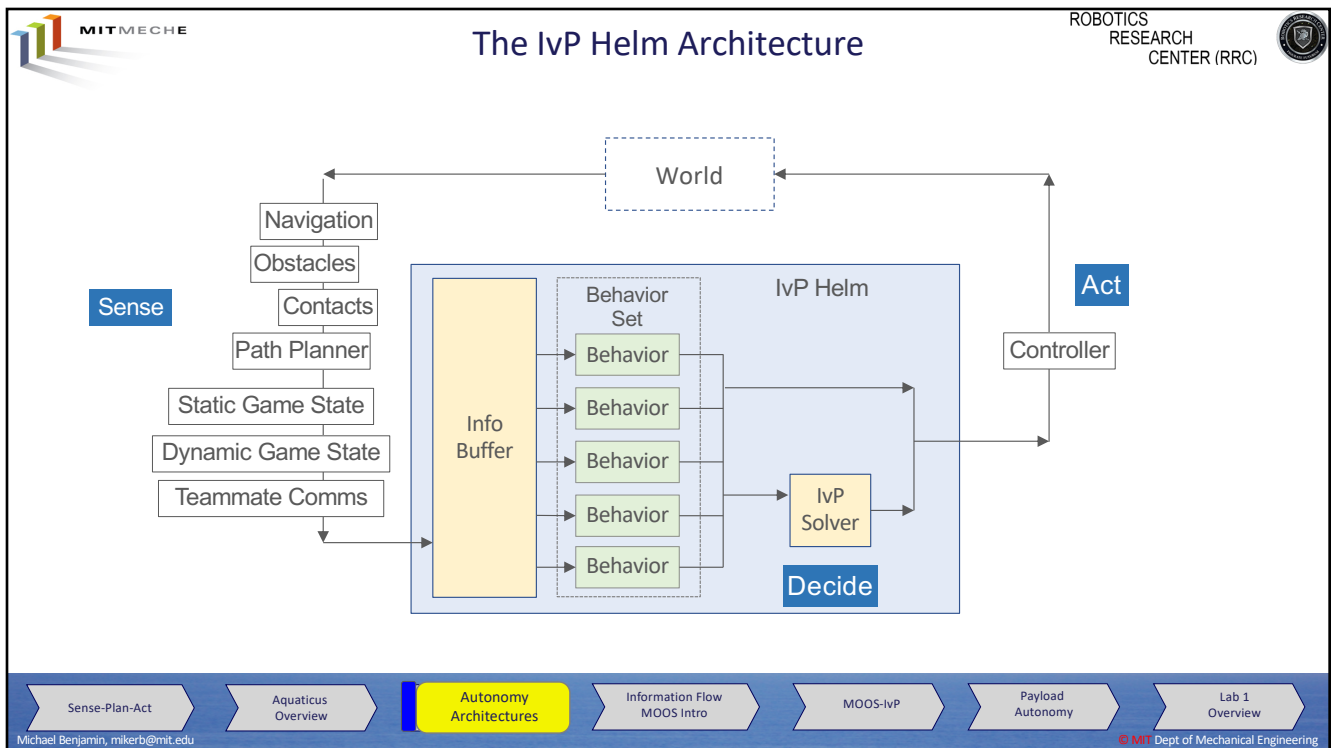 MITMECHE
The IvP Helm Architecture
ROBOTICS
RESEARCH
CENTER (RRC)
World
Navigation
Obstacles
Contacts
Path Planner
Static Game State
Dynamic Game State
Teammate Comms
Sense
Info
Buffer
Behavior
Set
Behavior
Behavior
Behavior
Behavior
Behavior
IvP Helm
IvP
Solver
Decide
Act
Controller
Sense-Plan-Act
Aquaticus
Overview
Autonomy
Architectures
Information Flow
MOOS Intro
MOOS-IvP
Payload
Autonomy
Lab 1
Overview
Michael Benjamin, mikerb@mit.edu
© MIT Dept of Mechanical Engineering